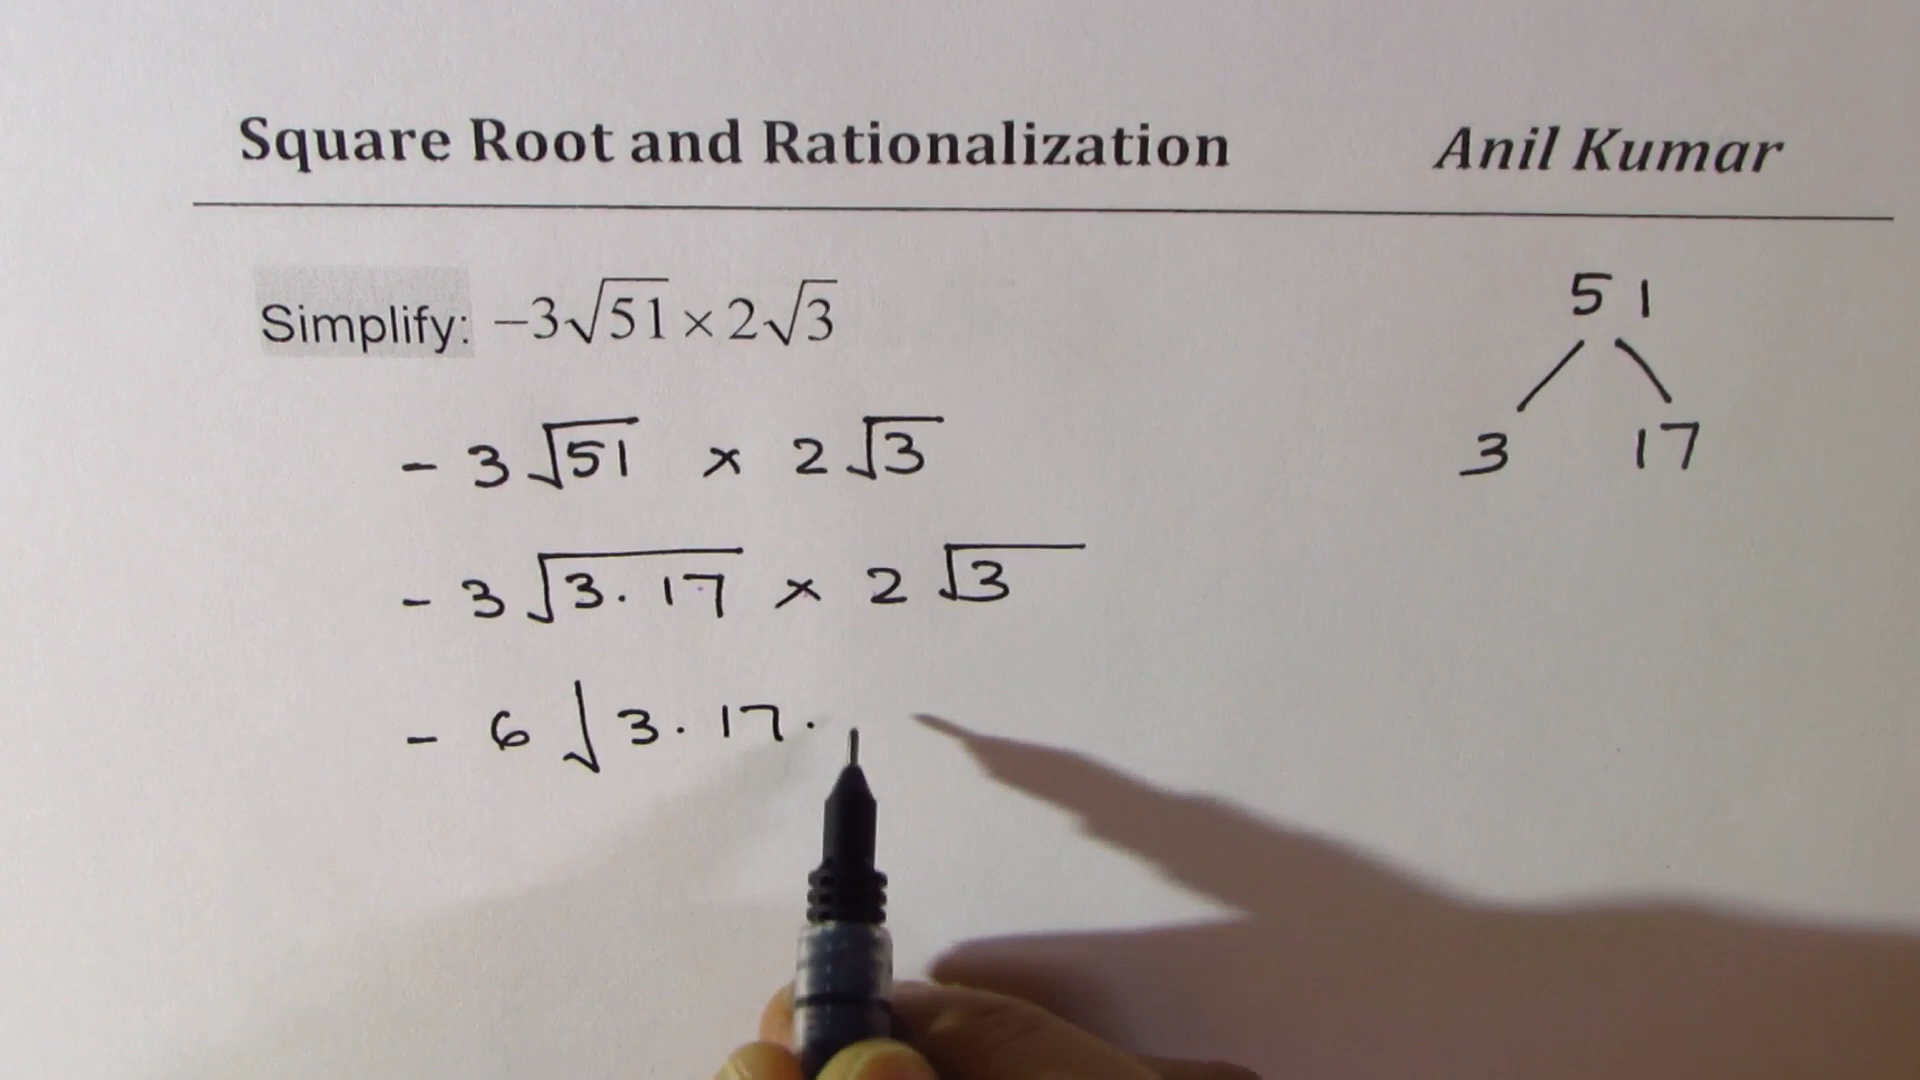 Square Root and Rationalization Anil Kumar
Simplify: −3√51 × 2√3
51
3 17
- 3√51 × 2√3
- 3√3.17 × 2√3
- 6√3.17.